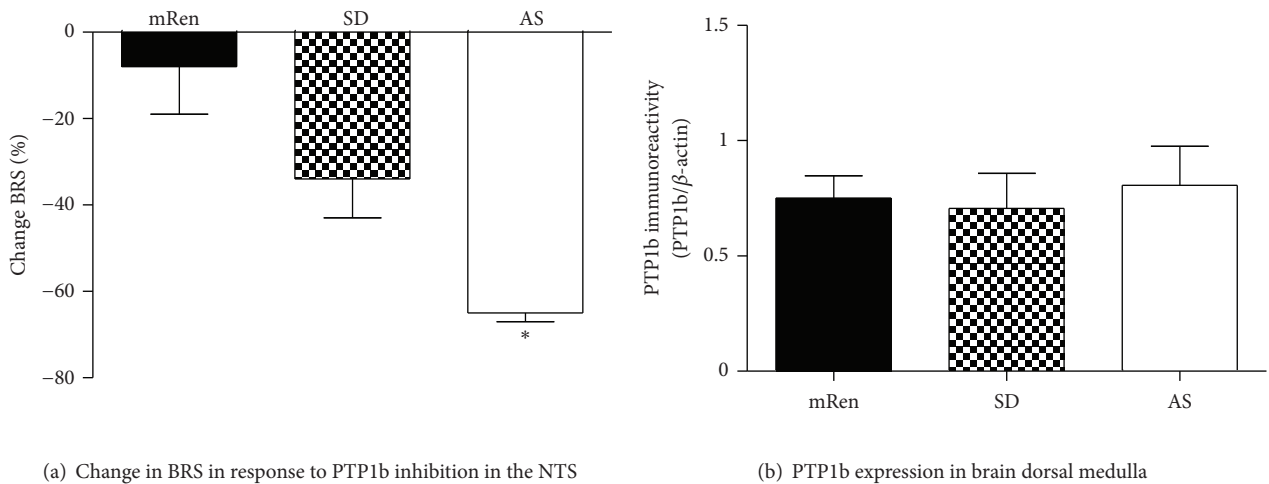 mRen SD AS
0
−20
−40
−60
−80
Change BRS (%)
*
(a) Change in BRS in response to PTP1b inhibition in the NTS
1.5
1
0.5
0
PTP1b immunoreactivity
(PTP1b/β-actin)
mRen SD AS
(b) PTP1b expression in brain dorsal medulla